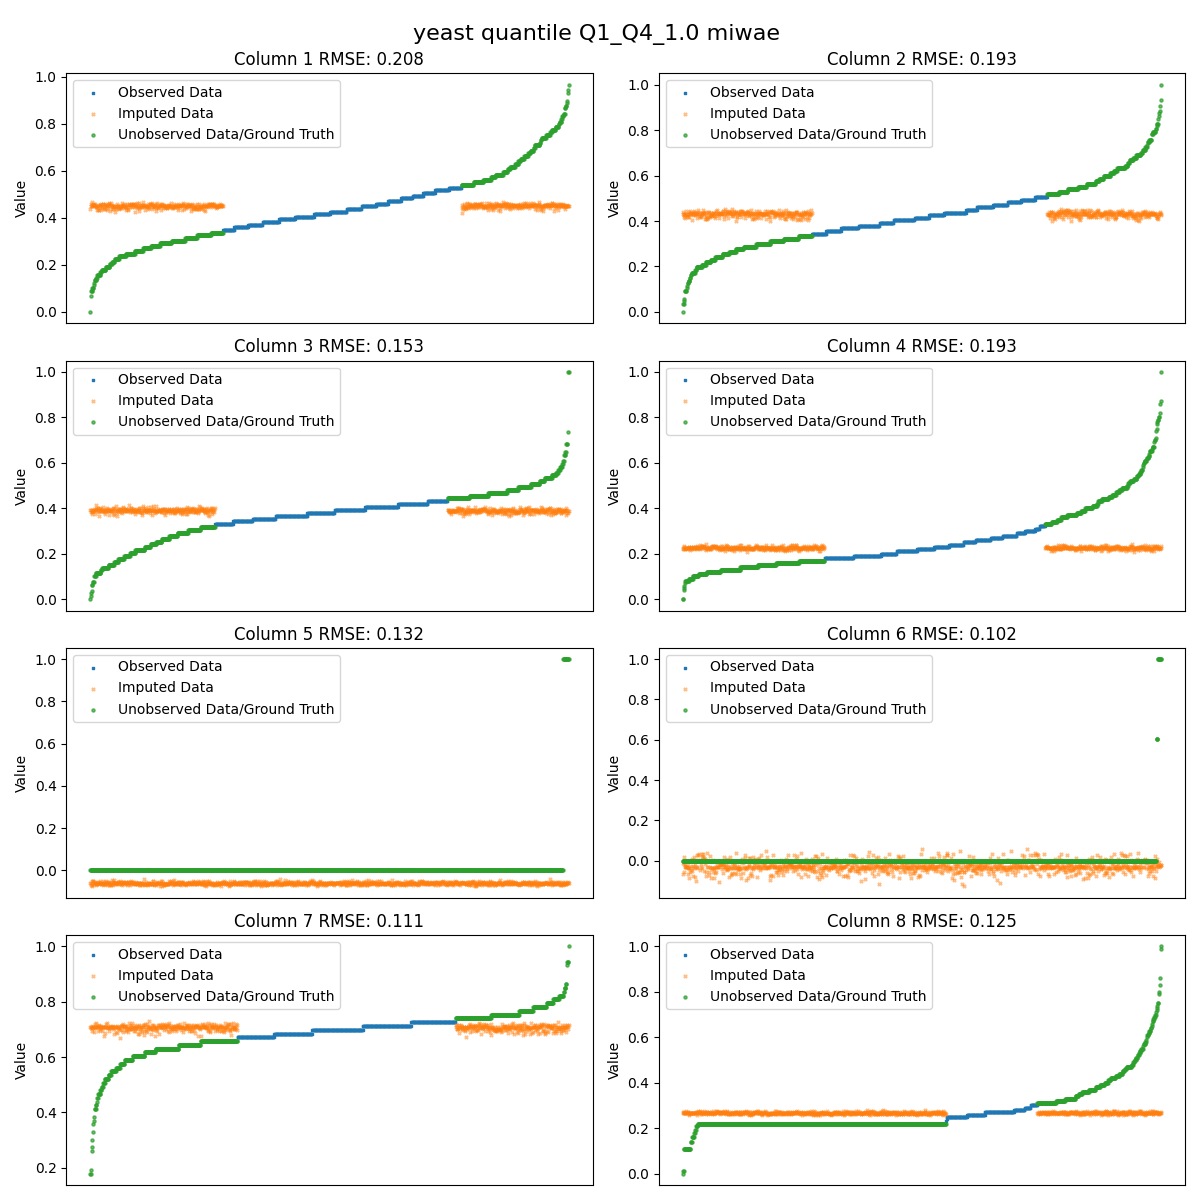 yeast quantile Q1_Q4_1.0 miwae
Column 1 RMSE: 0.208
Observed Data
Imputed Data
Unobserved Data/Ground Truth
Value
1.0
0.8
0.6
0.4
0.2
0.0
Column 2 RMSE: 0.193
Observed Data
Imputed Data
Unobserved Data/Ground Truth
Value
1.0
0.8
0.6
0.4
0.2
0.0
Column 3 RMSE: 0.153
Observed Data
Imputed Data
Unobserved Data/Ground Truth
Value
1.0
0.8
0.6
0.4
0.2
0.0
Column 4 RMSE: 0.193
Observed Data
Imputed Data
Unobserved Data/Ground Truth
Value
1.0
0.8
0.6
0.4
0.2
0.0
Column 5 RMSE: 0.132
Observed Data
Imputed Data
Unobserved Data/Ground Truth
Value
1.0
0.8
0.6
0.4
0.2
0.0
Column 6 RMSE: 0.102
Observed Data
Imputed Data
Unobserved Data/Ground Truth
Value
1.0
0.8
0.6
0.4
0.2
0.0
Column 7 RMSE: 0.111
Observed Data
Imputed Data
Unobserved Data/Ground Truth
Value
1.0
0.8
0.6
0.4
0.2
Column 8 RMSE: 0.125
Observed Data
Imputed Data
Unobserved Data/Ground Truth
Value
1.0
0.8
0.6
0.4
0.2
0.0